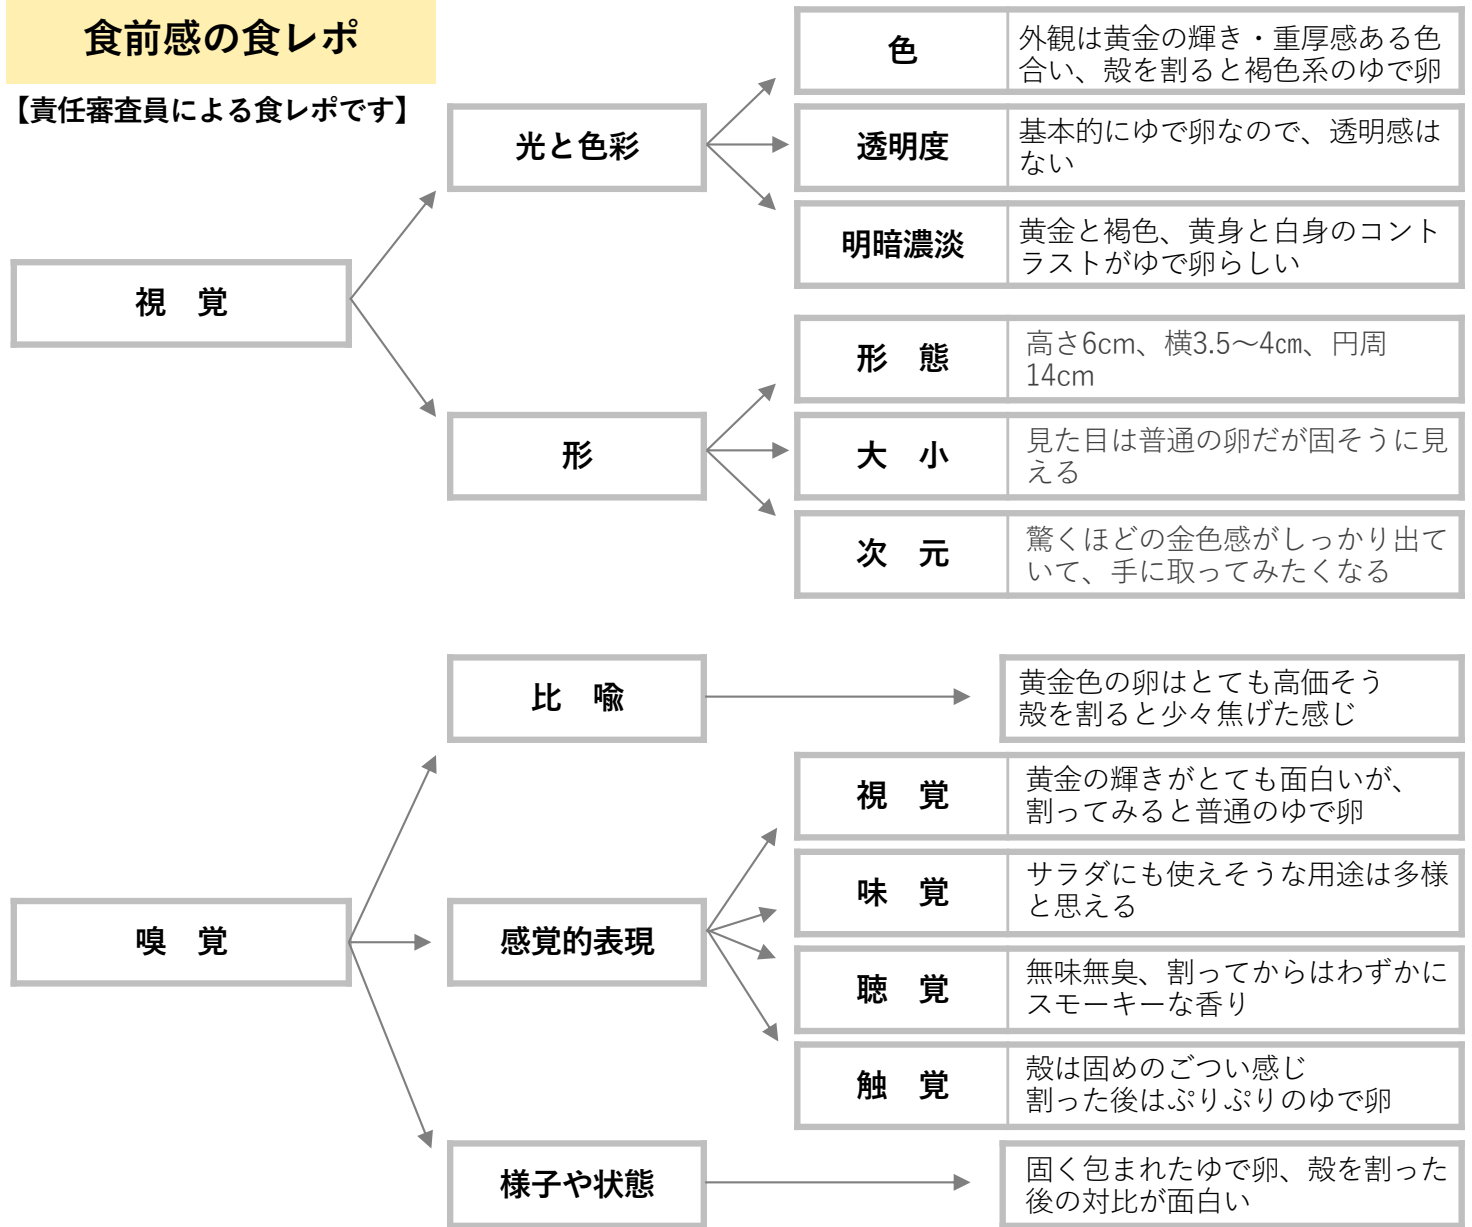 食前感の食レポ
【責任審査員による食レポです】
視　覚
光と色彩
色
外観は黄金の輝き・重厚感ある色
合い、殻を割ると褐色系のゆで卵
透明度
基本的にゆで卵なので、透明感は
ない
明暗濃淡
黄金と褐色、黄身と白身のコント
ラストがゆで卵らしい
形
形　態
高さ6cm、横3.5～4㎝、円周
14cm
大　小
見た目は普通の卵だが固そうに見
える
次　元
驚くほどの金色感がしっかり出て
いて、手に取ってみたくなる
嗅　覚
比　喩
黄金色の卵はとても高価そう
殻を割ると少々焦げた感じ
感覚的表現
視　覚
黄金の輝きがとても面白いが、
割ってみると普通のゆで卵
味　覚
サラダにも使えそうな用途は多様
と思える
聴　覚
無味無臭、割ってからはわずかに
スモーキーな香り
触　覚
殻は固めのごつい感じ
割った後はぷりぷりのゆで卵
様子や状態
固く包まれたゆで卵、殻を割った
後の対比が面白い